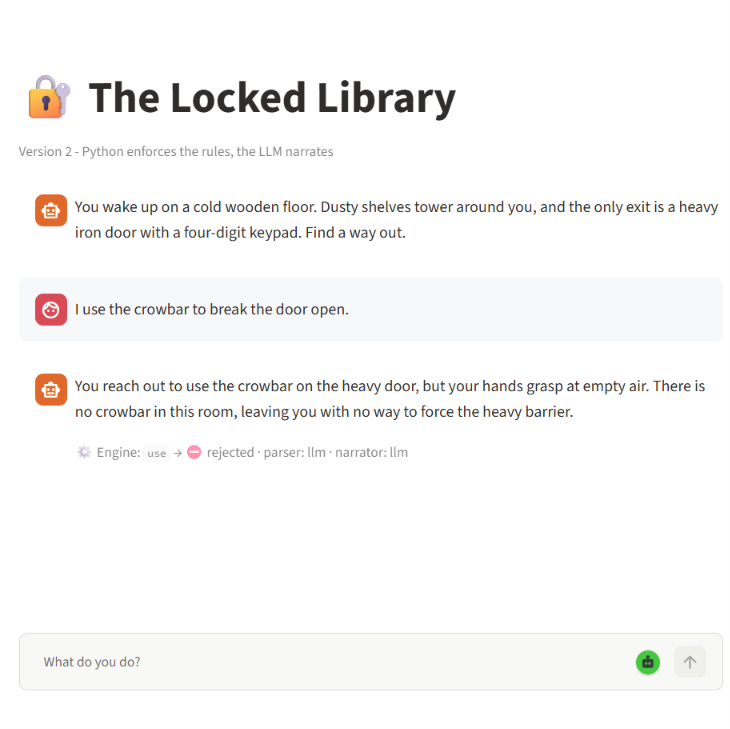 The Locked Library
Version 2 - Python enforces the rules, the LLM narrates
You wake up on a cold wooden floor. Dusty shelves tower around you, and the only exit is a heavy
iron door with a four-digit keypad. Find a way out.
I use the crowbar to break the door open.
You reach out to use the crowbar on the heavy door, but your hands grasp at empty air. There is
no crowbar in this room, leaving you with no way to force the heavy barrier.
Engine: use → rejected · parser: llm · narrator: llm
What do you do?